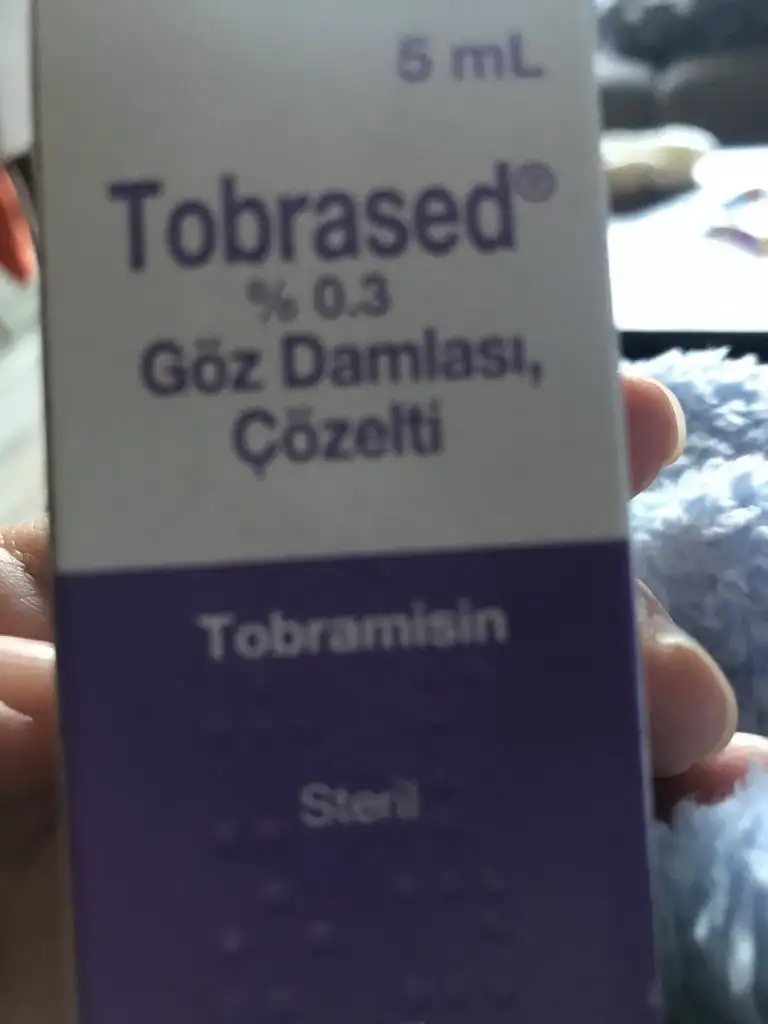 5 mL
Tobrased®
% 0.3
Göz Damlası,
Çözelti
Tobramisin
Steril